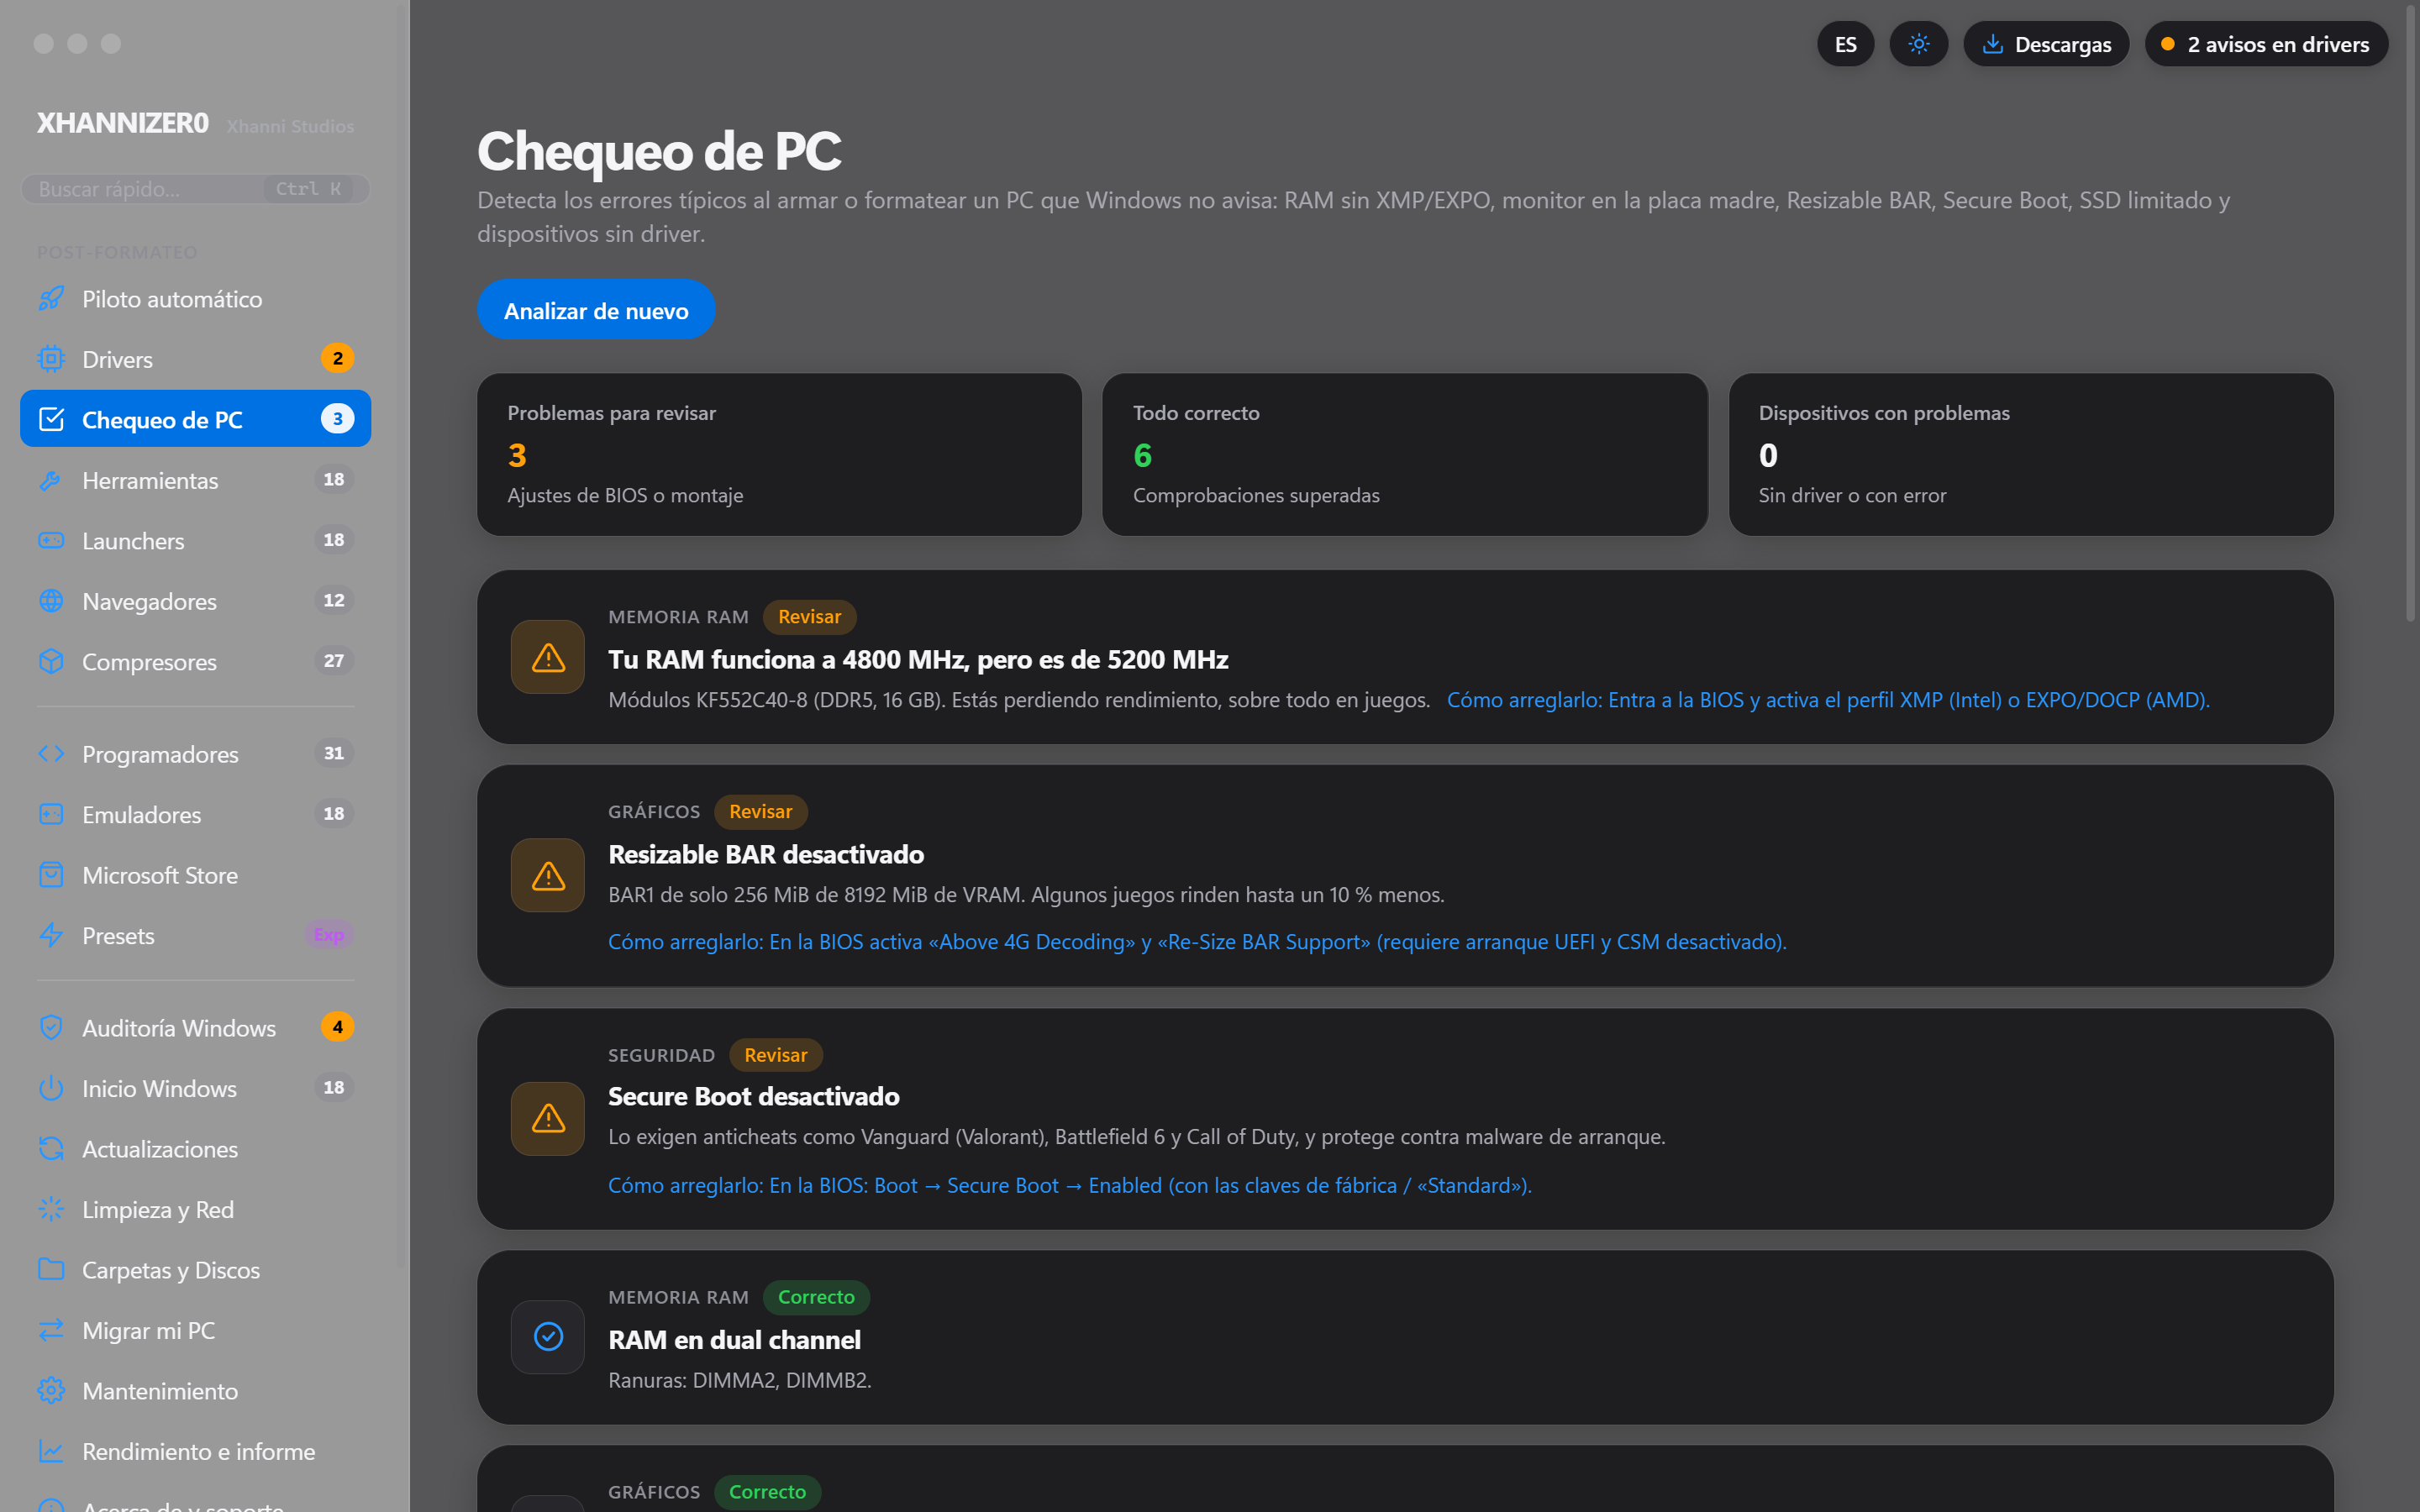 XHANNIZER0 Xhanni Studios
Buscar rápido... Ctrl K
POST-FORMATEO
Piloto automático
Drivers 2
Chequeo de PC 3
Herramientas 18
Launchers 18
Navegadores 12
Compresores 27
Programadores 31
Emuladores 18
Microsoft Store
Presets Exp
Auditoría Windows 4
Inicio Windows 18
Actualizaciones
Limpieza y Red
Carpetas y Discos
Migrar mi PC
Mantenimiento
Rendimiento e informe
Acerca de y soporte
ES
Descargas
2 avisos en drivers
Chequeo de PC
Detecta los errores típicos al armar o formatear un PC que Windows no avisa: RAM sin XMP/EXPO, monitor en la placa madre, Resizable BAR, Secure Boot, SSD limitado y
dispositivos sin driver.
Analizar de nuevo
Problemas para revisar
3
Ajustes de BIOS o montaje
Todo correcto
6
Comprobaciones superadas
Dispositivos con problemas
0
Sin driver o con error
MEMORIA RAM Revisar
Tu RAM funciona a 4800 MHz, pero es de 5200 MHz
Módulos KF552C40-8 (DDR5, 16 GB). Estás perdiendo rendimiento, sobre todo en juegos. Cómo arreglarlo: Entra a la BIOS y activa el perfil XMP (Intel) o EXPO/DOCP (AMD).
GRÁFICOS Revisar
Resizable BAR desactivado
BAR1 de solo 256 MiB de 8192 MiB de VRAM. Algunos juegos rinden hasta un 10 % menos.
Cómo arreglarlo: En la BIOS activa «Above 4G Decoding» y «Re-Size BAR Support» (requiere arranque UEFI y CSM desactivado).
SEGURIDAD Revisar
Secure Boot desactivado
Lo exigen anticheats como Vanguard (Valorant), Battlefield 6 y Call of Duty, y protege contra malware de arranque.
Cómo arreglarlo: En la BIOS: Boot → Secure Boot → Enabled (con las claves de fábrica / «Standard»).
MEMORIA RAM Correcto
RAM en dual channel
Ranuras: DIMMA2, DIMMB2.
GRÁFICOS Correcto